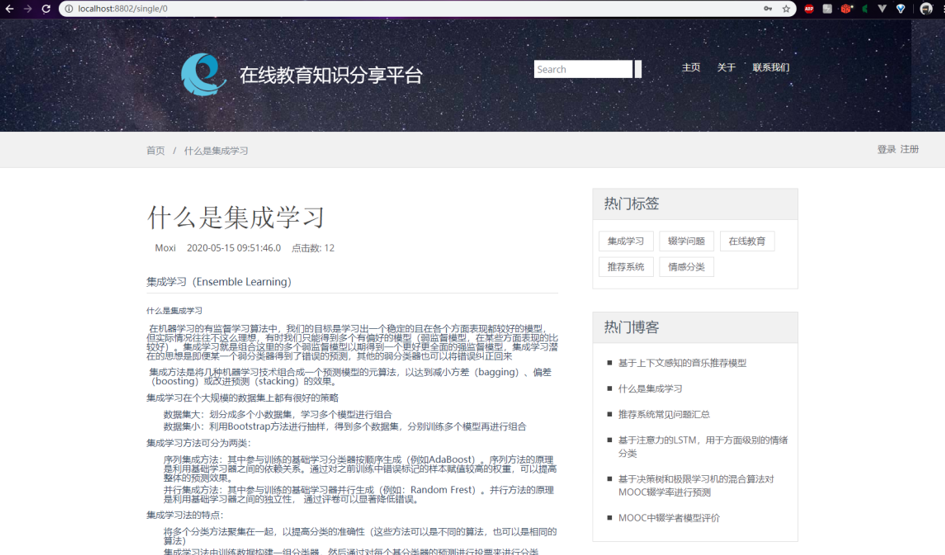 localhost:8802/single/0
在线教育知识分享平台
Search
主页 关于 联系我们
首页 / 什么是集成学习
登录 注册
什么是集成学习
Moxi 2020-05-15 09:51:46.0 点击数: 12
集成学习（Ensemble Learning）
什么是集成学习
在机器学习的有监督学习算法中，我们的目标是学习出一个稳定的且在各个方面表现都较好的模型，
但实际情况往往不这么理想，有时我们只能得到多个有偏好的模型（弱监督模型，在某些方面表现的比
较好）。集成学习就是组合这里的多个弱监督模型以期得到一个更好更全面的强监督模型，集成学习潜
在的思想是即便某一个弱分类器得到了错误的预测，其他的弱分类器也可以将错误纠正回来
集成方法是将几种机器学习技术组合成一个预测模型的元算法，以达到减小方差（bagging）、偏差
（boosting）或改进预测（stacking）的效果。
集成学习在个大规模的数据集上都有很好的策略
数据集大：划分成多个小数据集，学习多个模型进行组合
数据集小：利用Bootstrap方法进行抽样，得到多个数据集，分别训练多个模型再进行组合
集成学习方法可分为两类：
序列集成方法：其中参与训练的基础学习分类器按顺序生成（例如AdaBoost）。序列方法的原理
是利用基础学习器之间的依赖关系。通过对之前训练中错误标记的样本赋值较高的权重，可以提高
整体的预测效果。
并行集成方法：其中参与训练的基础学习器并行生成（例如：Random Frest）。并行方法的原理
是利用基础学习器之间的独立性， 通过评卷可以显著降低错误。
集成学习法的特点：
将多个分类方法聚集在一起，以提高分类的准确性（这些方法可以是不同的算法，也可以是相同的
算法）
集成学习法由训练数据构建一组分类器，然后通过对每个基分类器的预测进行投票来进行分类
热门标签
集成学习 辍学问题 在线教育
推荐系统 情感分类
热门博客
基于上下文感知的音乐推荐模型
什么是集成学习
推荐系统常见问题汇总
基于注意力的LSTM，用于方面级别的情绪
分类
基于决策树和极限学习机的混合算法对
MOOC辍学率进行预测
MOOC中辍学者模型评价